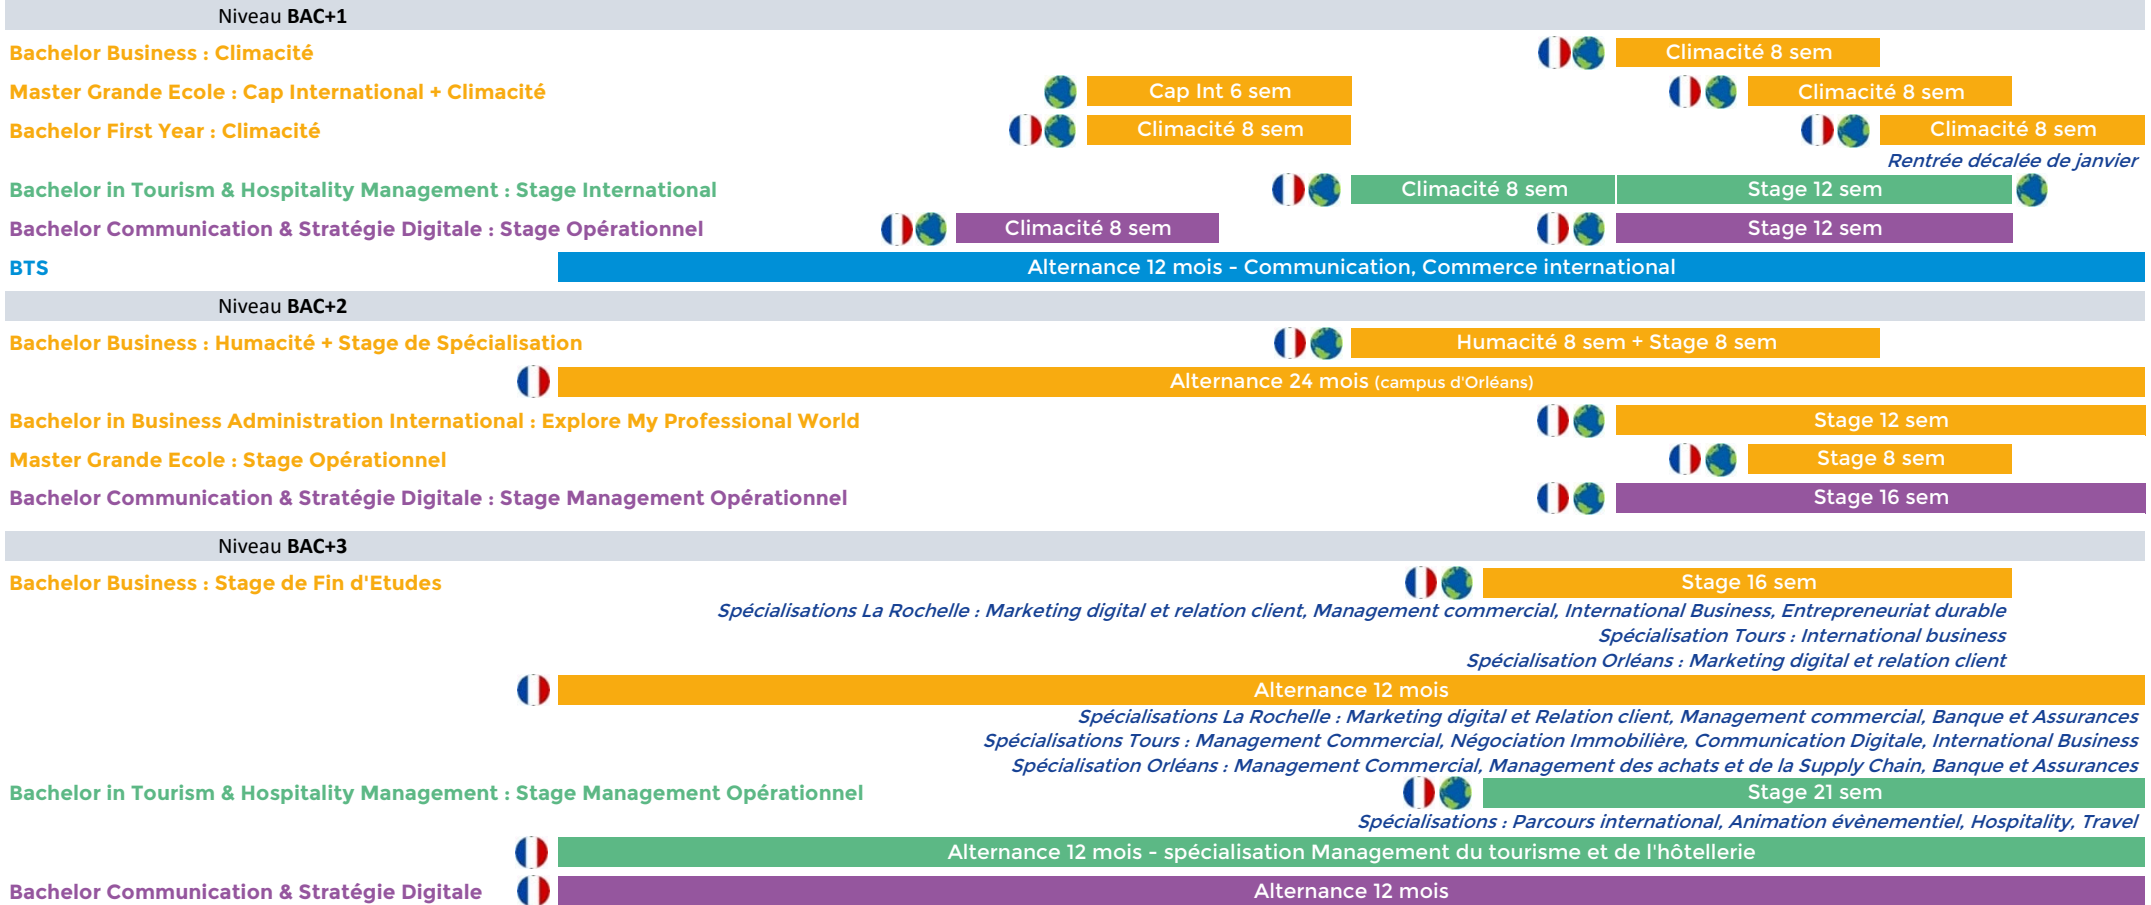 Niveau BAC+1
Bachelor Business : Climacité
Climacité 8 sem
Master Grande Ecole : Cap International + Climacité
Cap Int 6 sem
Climacité 8 sem
Bachelor First Year : Climacité
Climacité 8 sem
Climacité 8 sem
Rentrée décalée de janvier
Bachelor in Tourism & Hospitality Management : Stage International
Climacité 8 sem
Stage 12 sem
Bachelor Communication & Stratégie Digitale : Stage Opérationnel
Climacité 8 sem
Stage 12 sem
BTS
Alternance 12 mois - Communication, Commerce international
Niveau BAC+2
Bachelor Business : Humacité + Stage de Spécialisation
Humacité 8 sem + Stage 8 sem
Alternance 24 mois (campus d'Orléans)
Bachelor in Business Administration International : Explore My Professional World
Stage 12 sem
Master Grande Ecole : Stage Opérationnel
Stage 8 sem
Bachelor Communication & Stratégie Digitale : Stage Management Opérationnel
Stage 16 sem
Niveau BAC+3
Bachelor Business : Stage de Fin d'Etudes
Stage 16 sem
Spécialisations La Rochelle : Marketing digital et relation client, Management commercial, International Business, Entrepreneuriat durable
Spécialisation Tours : International business
Spécialisation Orléans : Marketing digital et relation client
Alternance 12 mois
Spécialisations La Rochelle : Marketing digital et Relation client, Management commercial, Banque et Assurances
Spécialisations Tours : Management Commercial, Négociation Immobilière, Communication Digitale, International Business
Spécialisation Orléans : Management Commercial, Management des achats et de la Supply Chain, Banque et Assurances
Bachelor in Tourism & Hospitality Management : Stage Management Opérationnel
Stage 21 sem
Spécialisations : Parcours international, Animation évènementiel, Hospitality, Travel
Alternance 12 mois - spécialisation Management du tourisme et de l'hôtellerie
Bachelor Communication & Stratégie Digitale
Alternance 12 mois